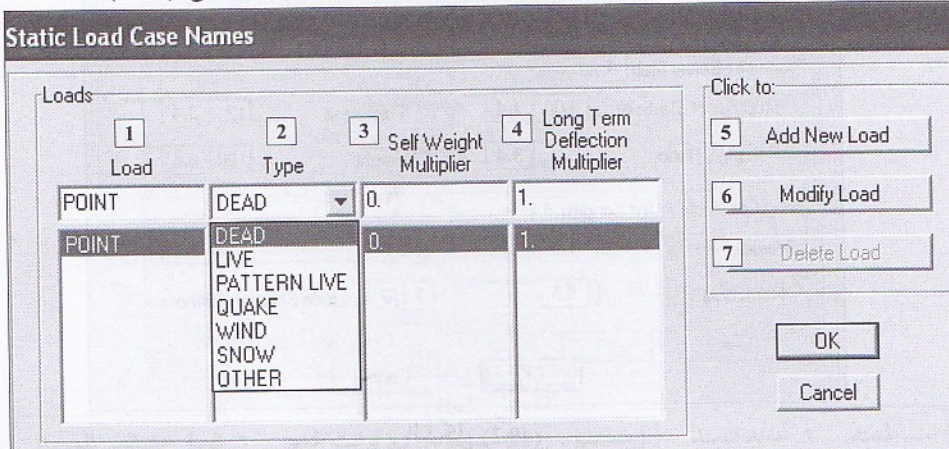 Static Load Case Names
Loads
1 Load
2 Type
3 Self Weight Multiplier
4 Long Term Deflection Multiplier
POINT DEAD 0. 1.
POINT 0. 1.
DEAD
LIVE
PATTERN LIVE
QUAKE
WIND
SNOW
OTHER
Click to:
5 Add New Load
6 Modify Load
7 Delete Load
OK
Cancel